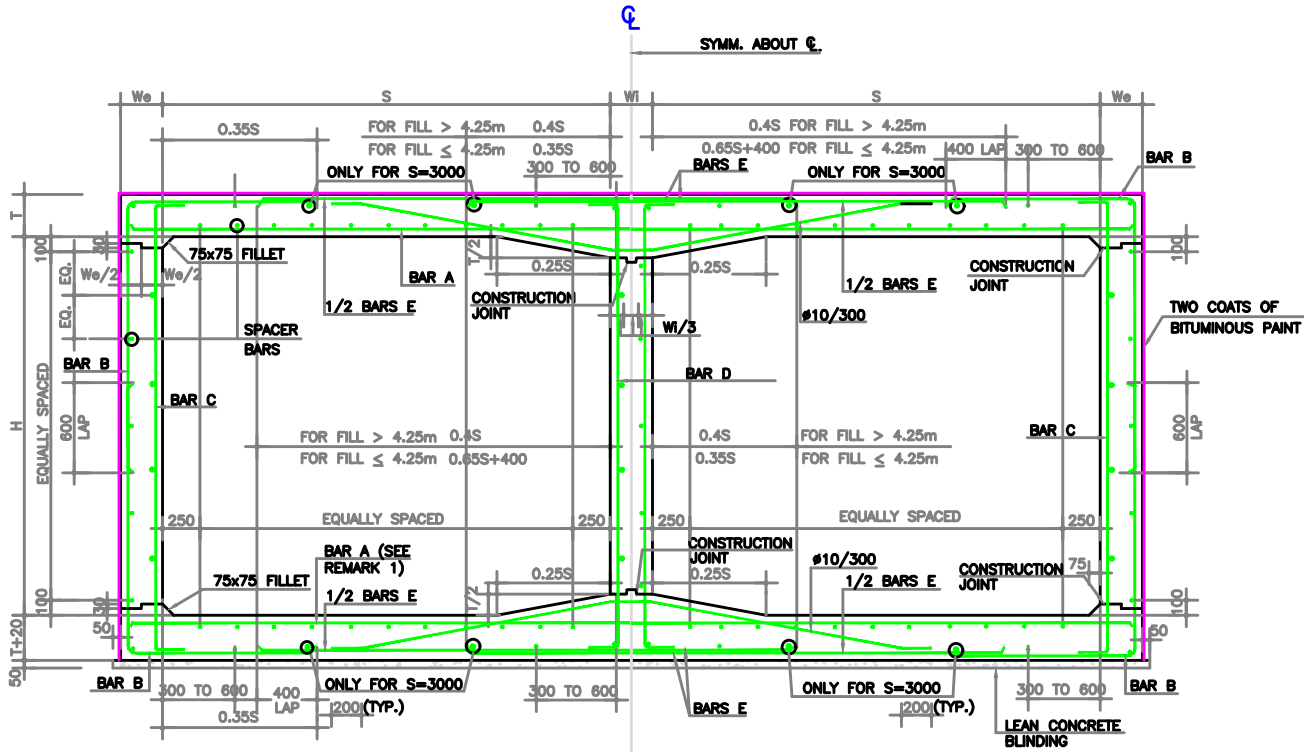 ℄
SYMM. ABOUT ℄.
We S Wi S We
0.35S
FOR FILL > 4.25m 0.4S
FOR FILL ≤ 4.25m 0.35S
0.4S FOR FILL > 4.25m
0.65S+400 FOR FILL ≤ 4.25m
400 LAP 300 TO 600
300 TO 600
BARS E
BAR B
ONLY FOR S=3000
ONLY FOR S=3000
T
100
30
75x75 FILLET
We/2 We/2
EQ. EQ.
BAR A
T/2
0.25S
0.25S
CONSTRUCTION
JOINT
CONSTRUCTION
JOINT
100
1/2 BARS E
1/2 BARS E
ø10/300
Wi/3
TWO COATS OF
BITUMINOUS PAINT
SPACER
BARS
BAR B
BAR D
BAR C
H
EQUALLY SPACED
600
LAP
600
LAP
BAR C
FOR FILL > 4.25m 0.4S
FOR FILL ≤ 4.25m 0.65S+400
0.4S FOR FILL > 4.25m
0.35S FOR FILL ≤ 4.25m
250 EQUALLY SPACED 250
250 EQUALLY SPACED 250
BAR A (SEE
REMARK 1)
CONSTRUCTION
JOINT
ø10/300
75x75 FILLET
0.25S
0.25S
1/2 BARS E
1/2 BARS E
CONSTRUCTION
JOINT
75
T/2
100
30
100
50
50
T+20
50
BAR B
300 TO 600
400
LAP
0.35S
ONLY FOR S=3000
200 (TYP.)
300 TO 600
BARS E
ONLY FOR S=3000
200 (TYP.)
300 TO 600
BAR B
LEAN CONCRETE
BLINDING